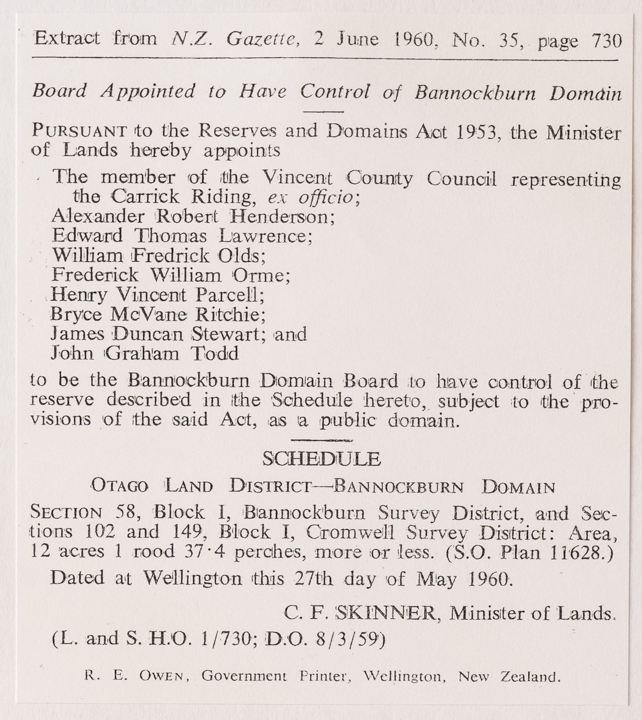 Extract from N.Z. Gazette, 2 June 1960, No. 35, page 730
Board Appointed to Have Control of Bannockburn Domain
PURSUANT to the Reserves and Domains Act 1953, the Minister
of Lands hereby appoints
The member of the Vincent County Council representing
the Carrick Riding, ex officio;
Alexander Robert Henderson;
Edward Thomas Lawrence;
William Fredrick Olds;
Frederick William Orme;
Henry Vincent Parcell;
Bryce McVane Ritchie;
James Duncan Stewart; and
John Graham Todd
to be the Bannockburn Domain Board to have control of the
reserve described in the Schedule hereto, subject to the pro-
visions of the said Act, as a public domain.
SCHEDULE
OTAGO LAND DISTRICT—BANNOCKBURN DOMAIN
SECTION 58, Block I, Bannockburn Survey District, and Sec-
tions 102 and 149, Block I, Cromwell Survey District: Area,
12 acres 1 rood 37·4 perches, more or less. (S.O. Plan 11628.)
Dated at Wellington this 27th day of May 1960.
C. F. SKINNER, Minister of Lands.
(L. and S. H.O. 1/730; D.O. 8/3/59)
R. E. OWEN, Government Printer, Wellington, New Zealand.